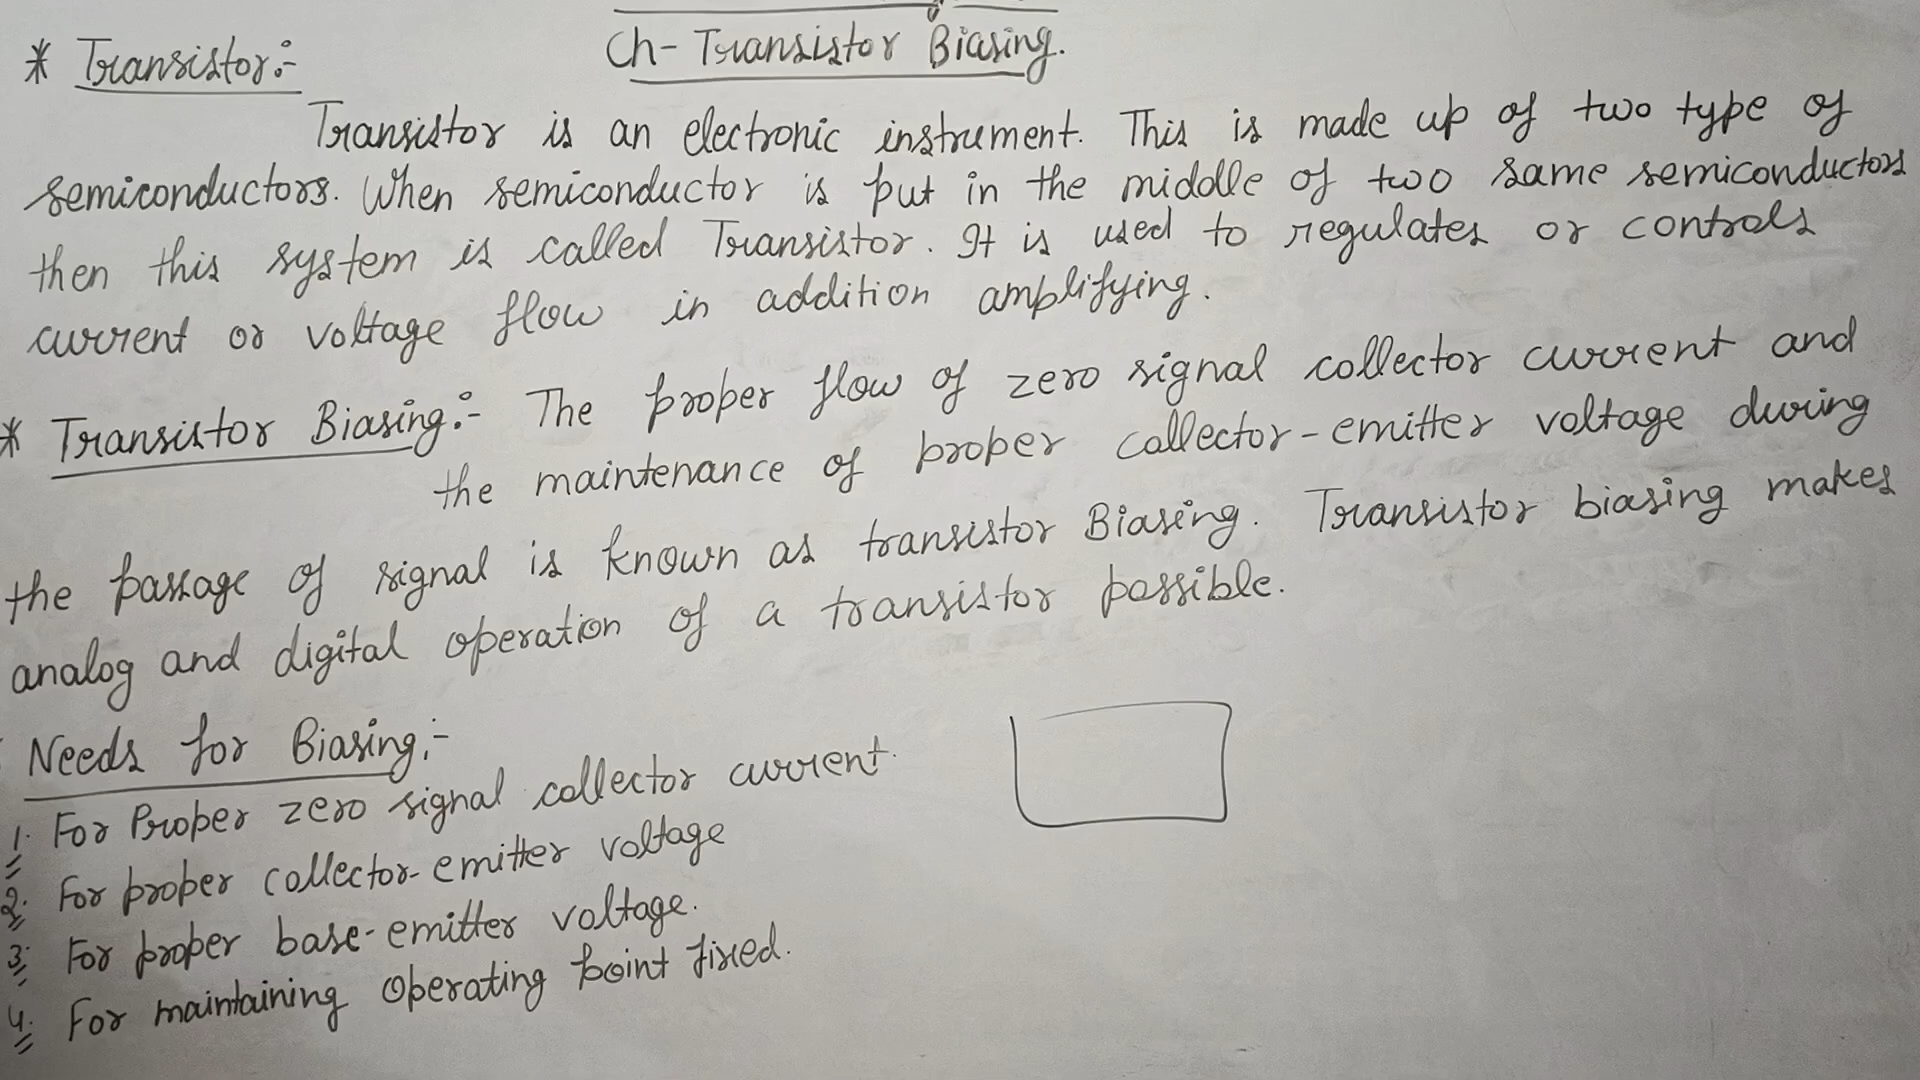 Ch- Transistor Biasing.
* Transistor:-
Transistor is an electronic instrument. This is made up of two type of
semiconductors. When semiconductor is put in the middle of two same semiconductors
then this system is called Transistor. It is used to regulates or controls
current or voltage flow in addition amplifying.
* Transistor Biasing:- The proper flow of zero signal collector current and
the maintenance of proper collector-emitter voltage during
the passage of signal is known as transistor Biasing. Transistor biasing makes
analog and digital operation of a transistor possible.
Needs for Biasing:-
1. For Proper zero signal collector current.
2. For proper collector-emitter voltage
3. For proper base-emitter voltage.
4. For maintaining operating point fixed.